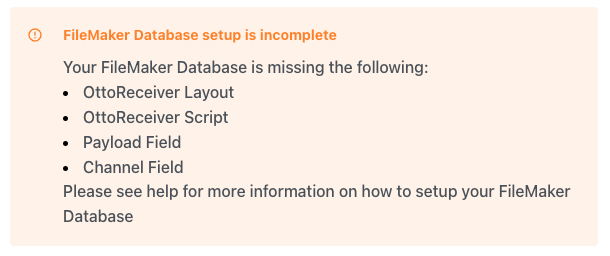 FileMaker Database setup is incomplete
Your FileMaker Database is missing the following:
• OttoReceiver Layout
• OttoReceiver Script
• Payload Field
• Channel Field
Please see help for more information on how to setup your FileMaker
Database